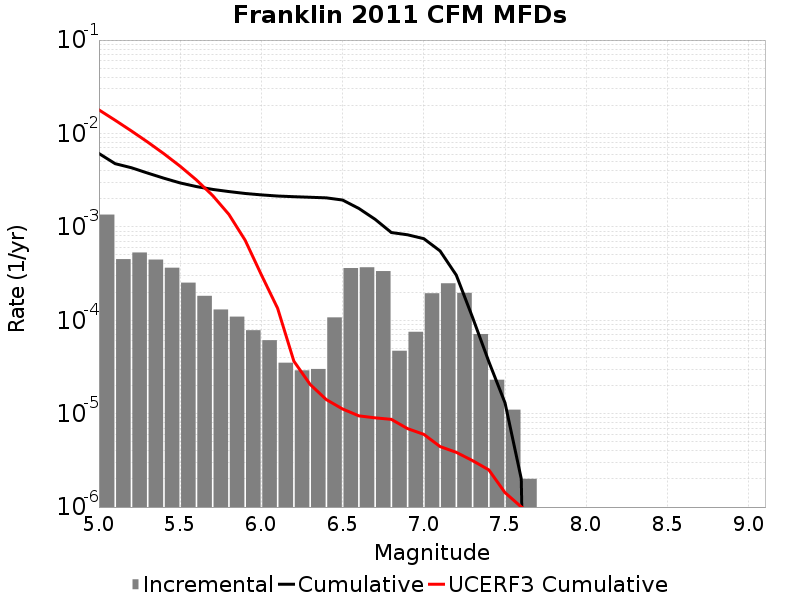 Franklin 2011 CFM MFDs
10-1
10-2
10-3
10-4
10-5
10-6
Rate (1/yr)
5.0 5.5 6.0 6.5 7.0 7.5 8.0 8.5 9.0
Magnitude
Incremental Cumulative UCERF3 Cumulative